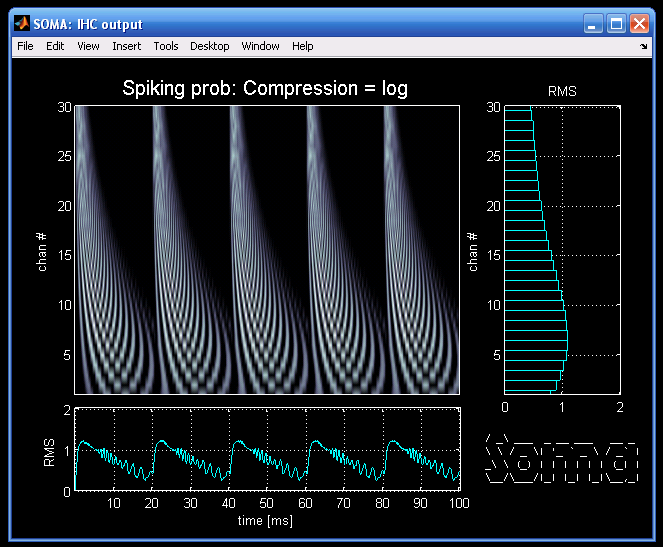 SOMA: IHC output
File Edit View Insert Tools Desktop Window Help
Spiking prob: Compression = log
RMS
30
25
20
15
10
5
chan #
30
25
20
15
10
5
chan #
0 1 2
2
1
0
RMS
10 20 30 40 50 60 70 80 90 100
time [ms]
soma